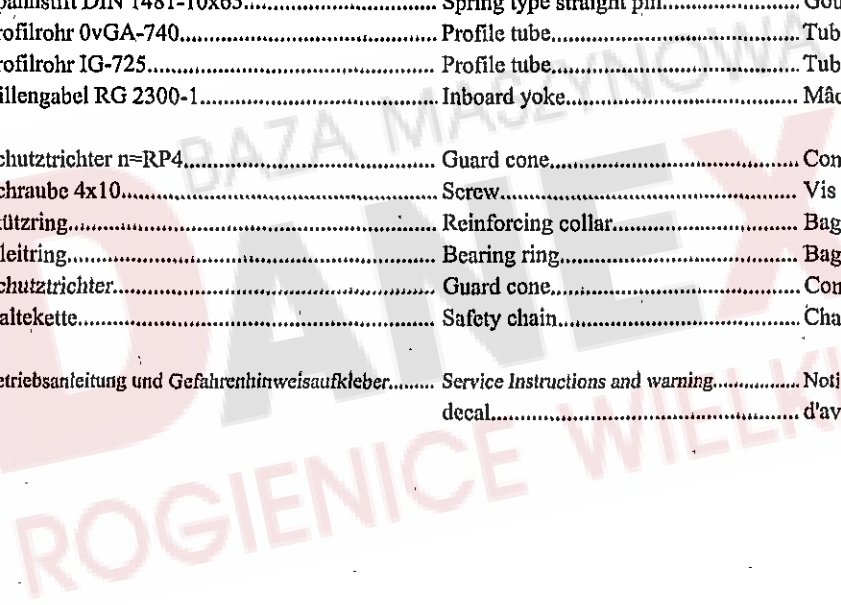 pannstift DIN 1481-10x65 Spring type straight pin Gou
rofilrohr 0vGA-740 Profile tube Tub
rofilrohr IG-725 Profile tube Tub
illengabel RG 2300-1 Inboard yoke Mâc
chutztrichter n=RP4 Guard cone Con
chraube 4x10 Screw Vis
ützring Reinforcing collar Bag
leitring Bearing ring Bag
chutztrichter Guard cone Con
altekette Safety chain Cha
etriebsanleitung und Gefahrenhinweisaufkleber Service Instructions and warning Noti
decal d'av
BAZA MASZYNOWA
DANEX
ROGIENICE WIELKI